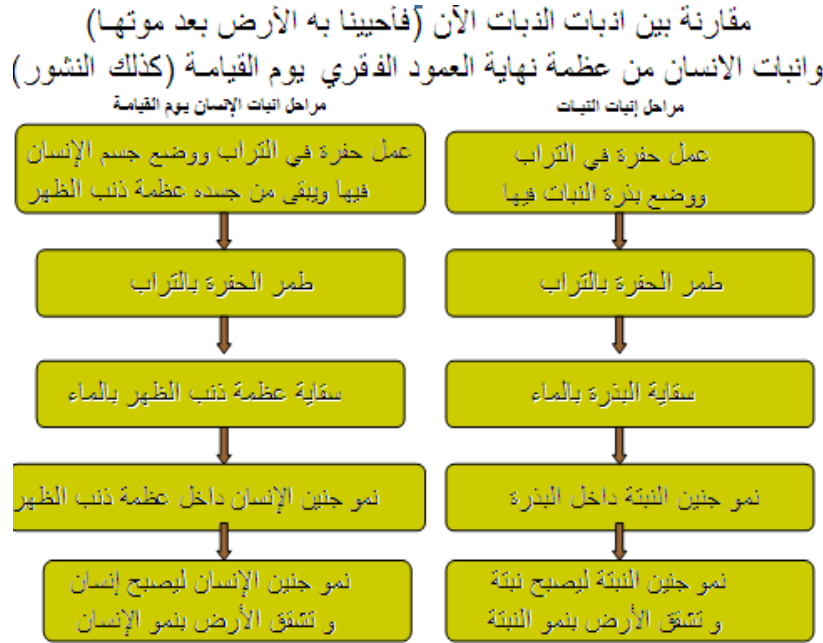 مقارنة بين انبات النبات الآن (فأحيينا به الأرض بعد موتها)
وانبات الانسان من عظمة نهاية العمود الفقري يوم القيامة (كذلك النشور)
مراحل إنبات النبات
عمل حفرة في التراب
ووضع بذرة النبات فيها
طمر الحفرة بالتراب
سقاية البذرة بالماء
نمو جنين النبتة داخل البذرة
نمو جنين النبتة ليصبح نبتة
و تشقق الأرض بنمو النبتة
مراحل انبات الإنسان يوم القيامة
عمل حفرة في التراب ووضع جسم الإنسان
فيها ويبقى من جسده عظمة ذنب الظهر
طمر الحفرة بالتراب
سقاية عظمة ذنب الظهر بالماء
نمو جنين الإنسان داخل عظمة ذنب الظهر
نمو جنين الإنسان ليصبح إنسان
و تشقق الأرض بنمو الإنسان